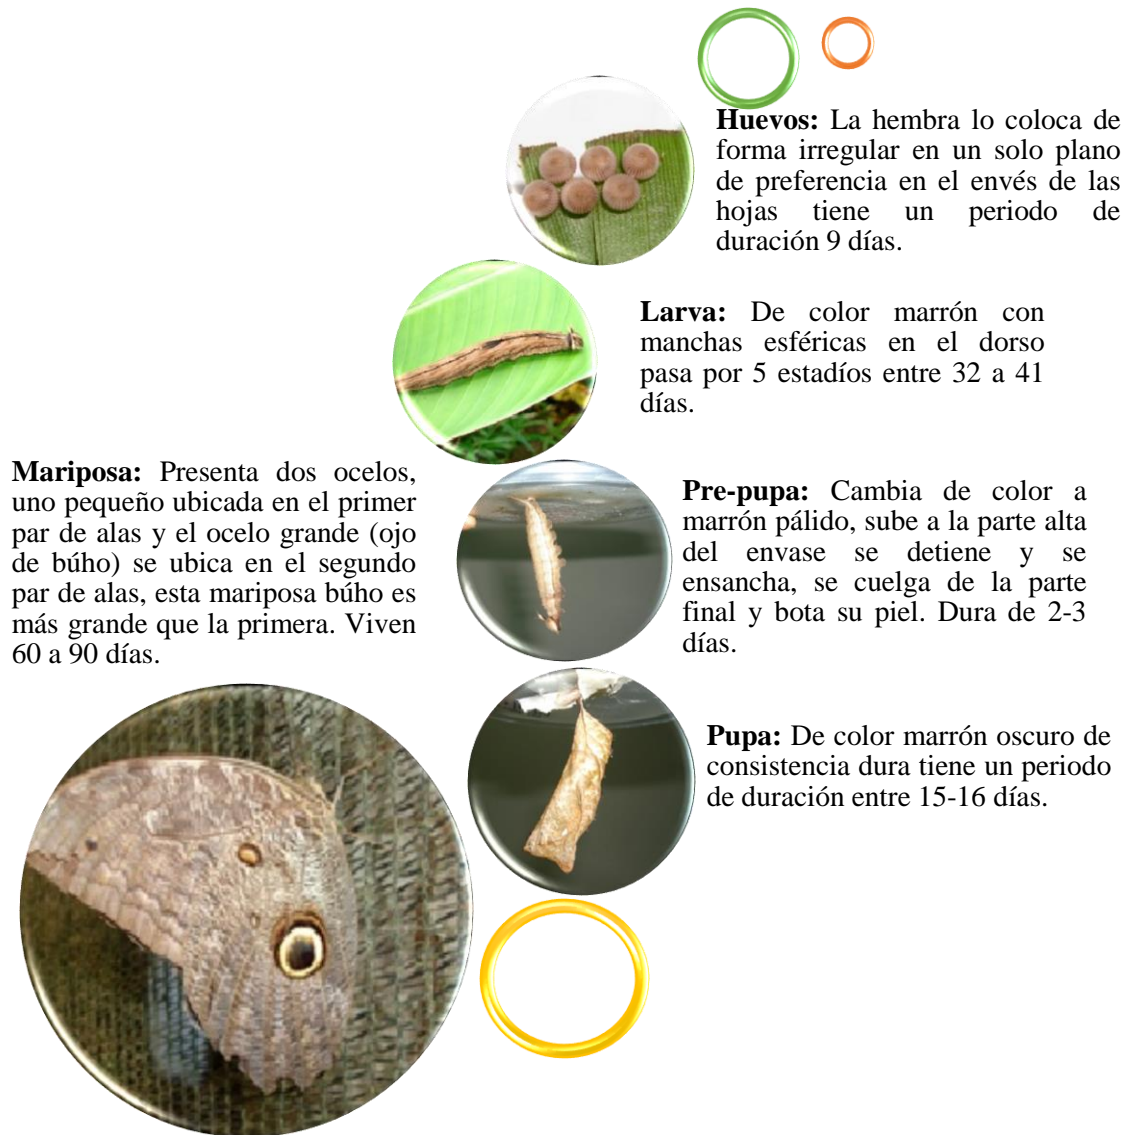 Huevos: La hembra lo coloca de
forma irregular en un solo plano
de preferencia en el envés de las
hojas tiene un periodo de
duración 9 días.
Larva: De color marrón con
manchas esféricas en el dorso
pasa por 5 estadíos entre 32 a 41
días.
Pre-pupa: Cambia de color a
marrón pálido, sube a la parte alta
del envase se detiene y se
ensancha, se cuelga de la parte
final y bota su piel. Dura de 2-3
días.
Pupa: De color marrón oscuro de
consistencia dura tiene un periodo
de duración entre 15-16 días.
Mariposa: Presenta dos ocelos,
uno pequeño ubicada en el primer
par de alas y el ocelo grande (ojo
de búho) se ubica en el segundo
par de alas, esta mariposa búho es
más grande que la primera. Viven
60 a 90 días.